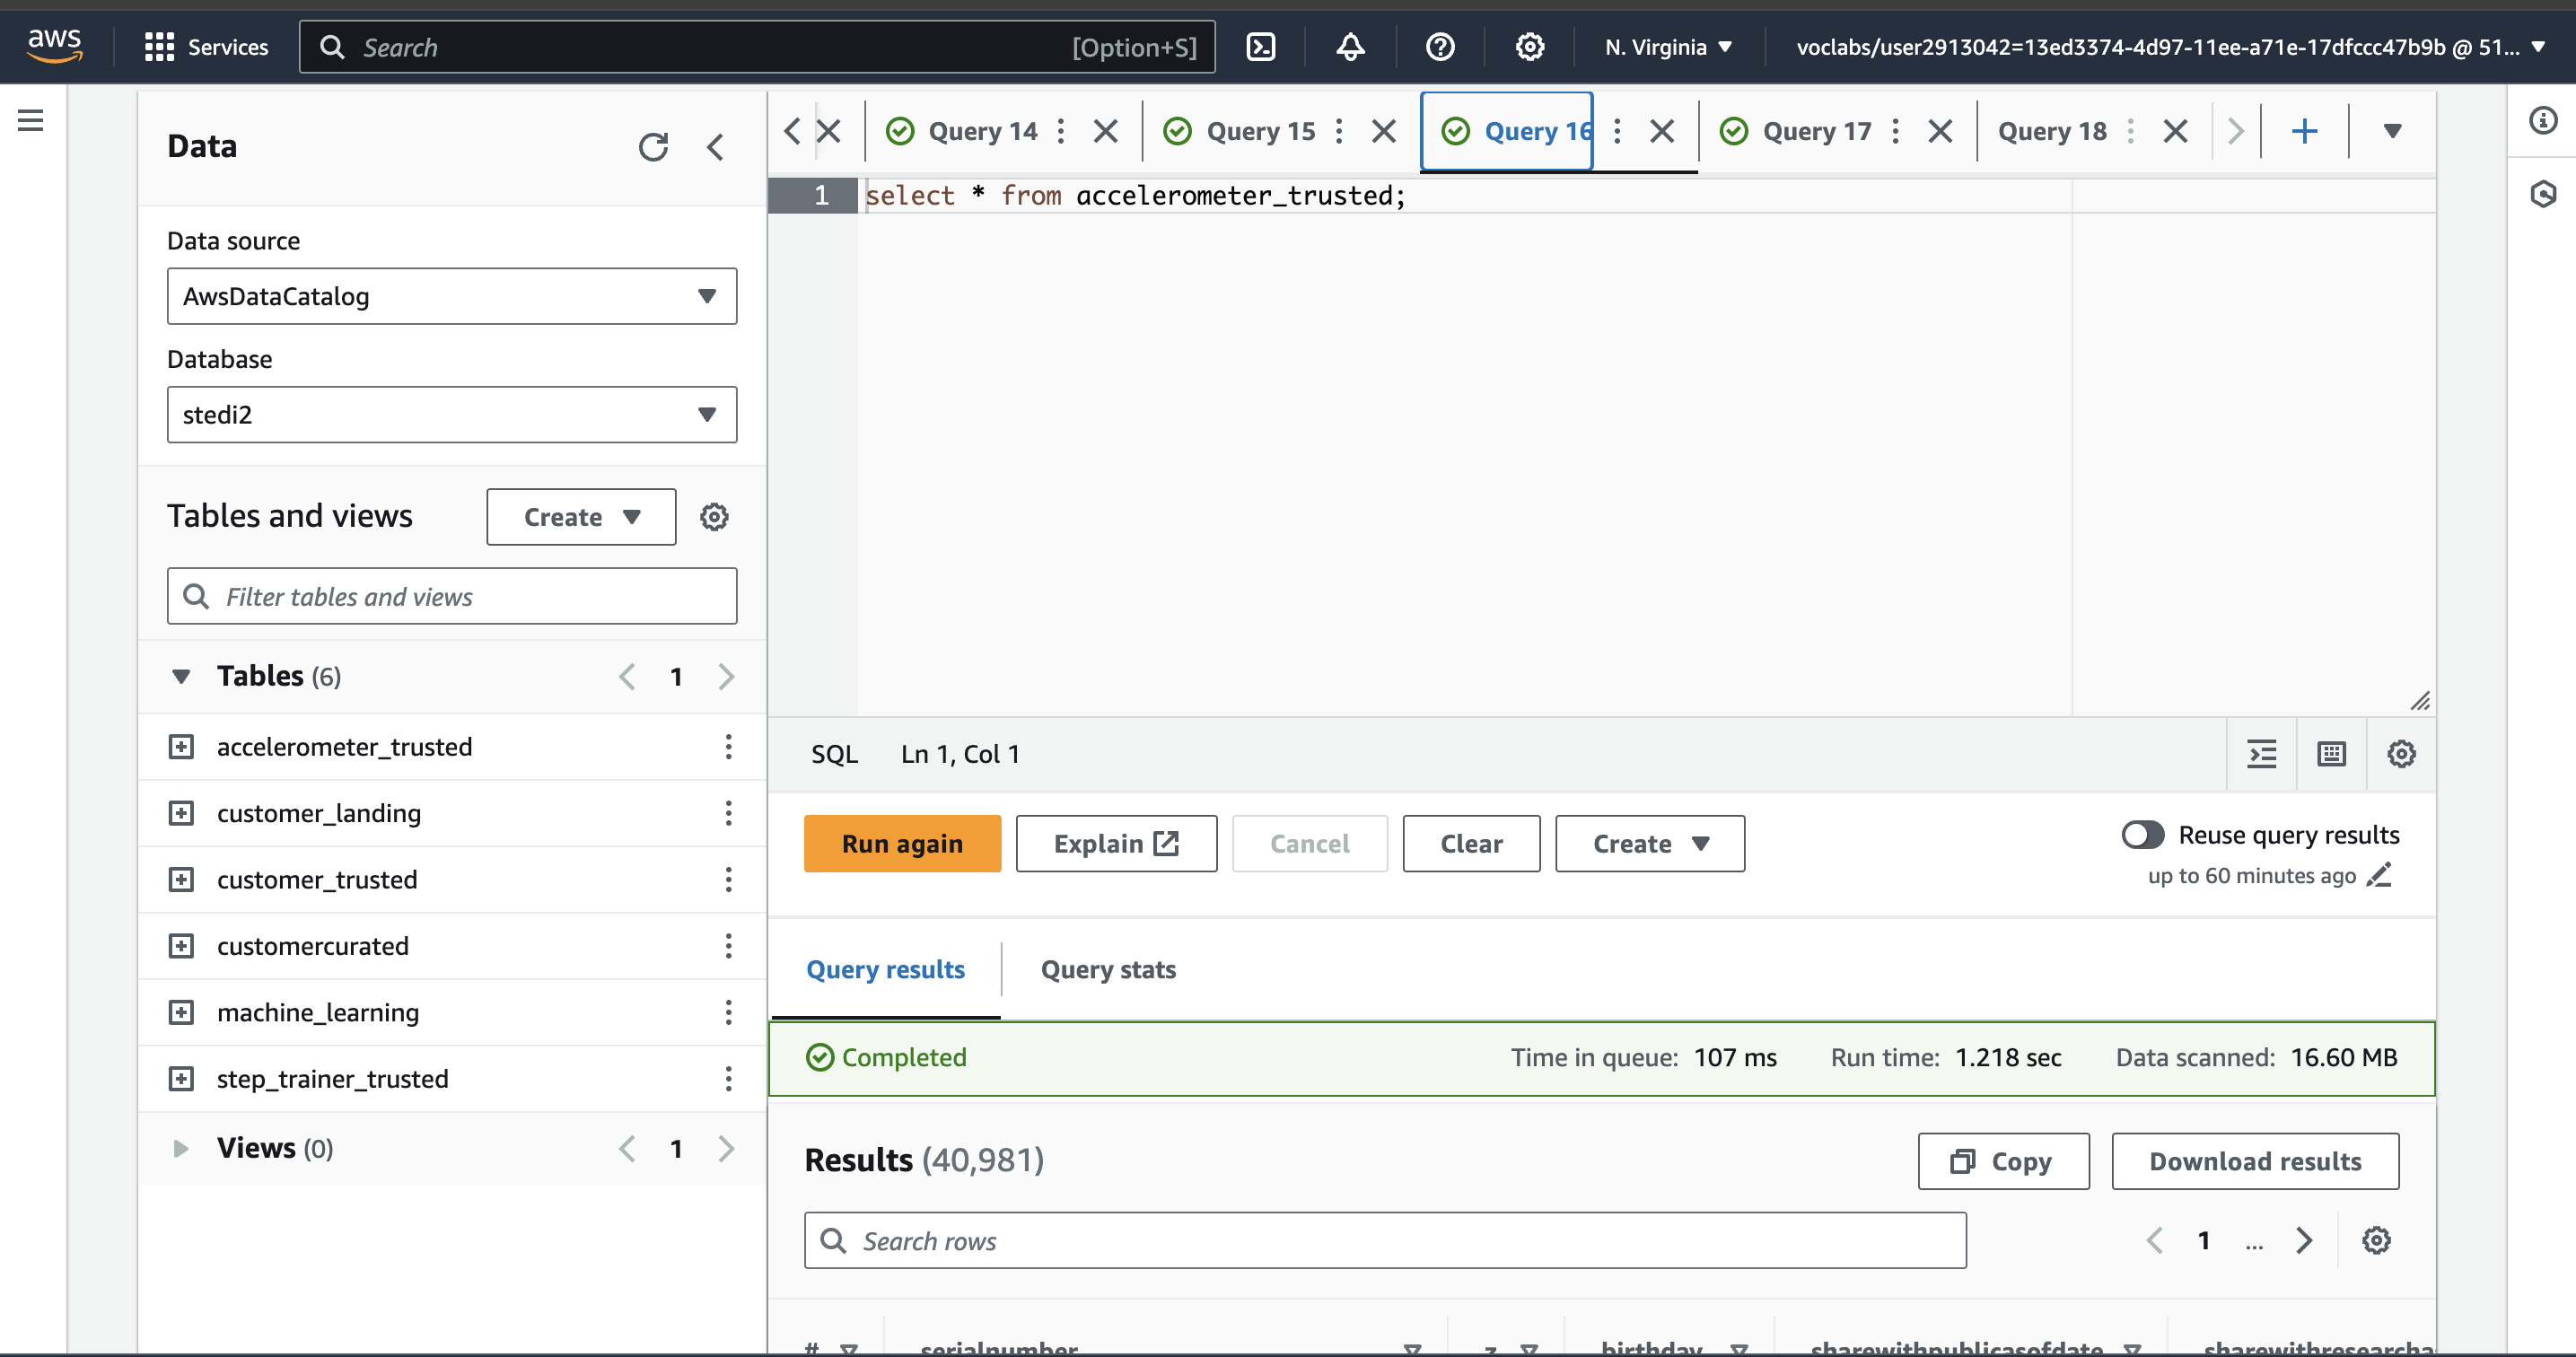 aws Services Search [Option+S] N. Virginia voclabs/user2913042=13ed3374-4d97-11ee-a71e-17dfccc47b9b @ 51...
Data
Data source
AwsDataCatalog
Database
stedi2
Tables and views Create
Filter tables and views
Tables (6) 1
accelerometer_trusted
customer_landing
customer_trusted
customercurated
machine_learning
step_trainer_trusted
Views (0) 1
Query 14 Query 15 Query 16 Query 17 Query 18
1 select * from accelerometer_trusted;
SQL Ln 1, Col 1
Run again Explain Cancel Clear Create
Reuse query results
up to 60 minutes ago
Query results Query stats
Completed Time in queue: 107 ms Run time: 1.218 sec Data scanned: 16.60 MB
Results (40,981) Copy Download results
Search rows 1 ...
# serialnumber z birthday sharewithpublicasofdate sharewithresearcha